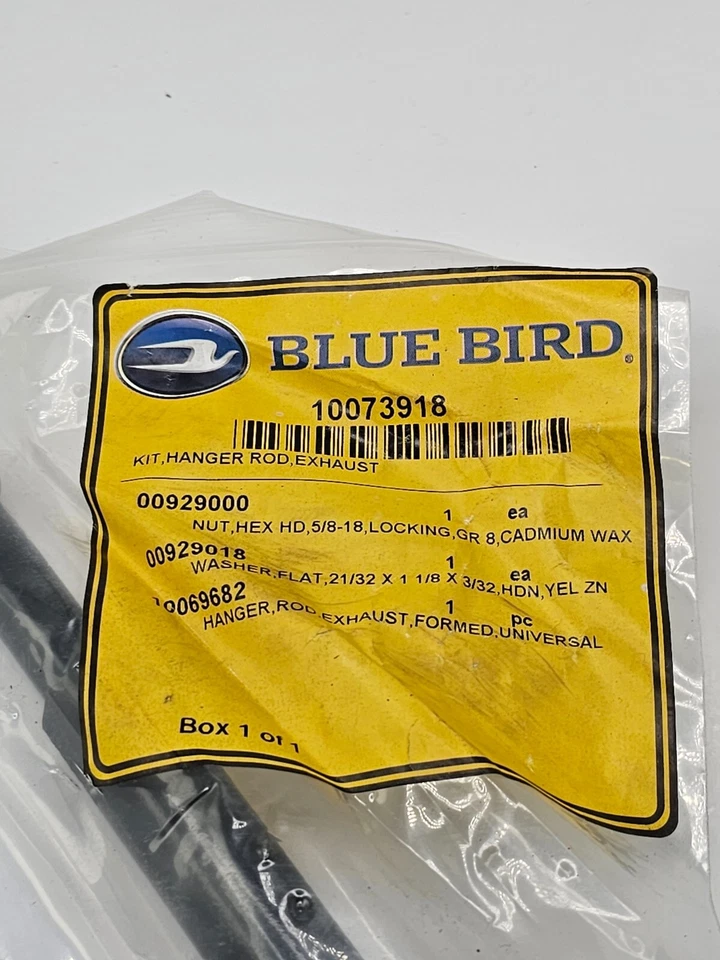 BLUE BIRD®
10073918
KIT,HANGER ROD,EXHAUST
00929000 1 ea
NUT,HEX HD,5/8-18,LOCKING,GR 8,CADMIUM WAX
00929018 1 ea
WASHER,FLAT,21/32 X 1 1/8 X 3/32,HDN,YEL ZN
10069682 1 pc
HANGER,ROD,EXHAUST,FORMED,UNIVERSAL
Box 1 of 1